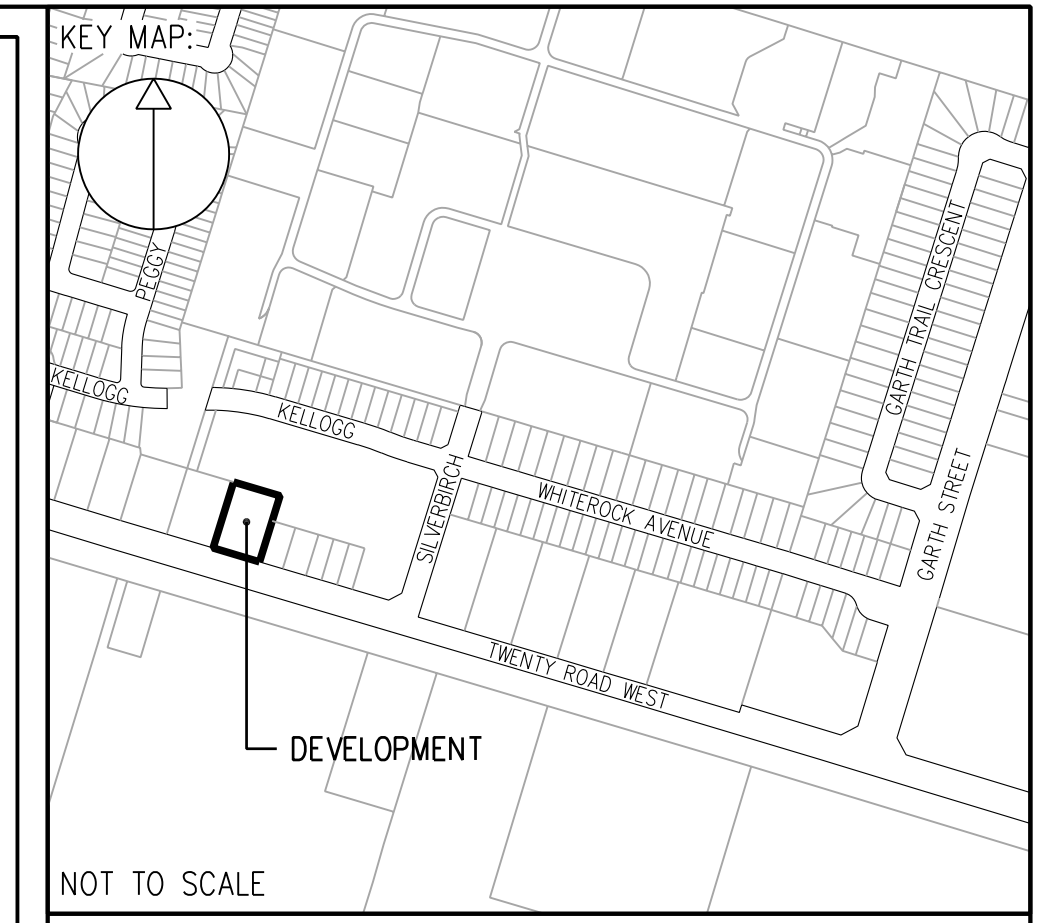 KEY MAP:
PEGGY
GARTH TRAIL CRESCENT
KELLOGG
KELLOGG
SILVERBIRCH
WHITEROCK AVENUE
GARTH STREET
TWENTY ROAD WEST
DEVELOPMENT
NOT TO SCALE